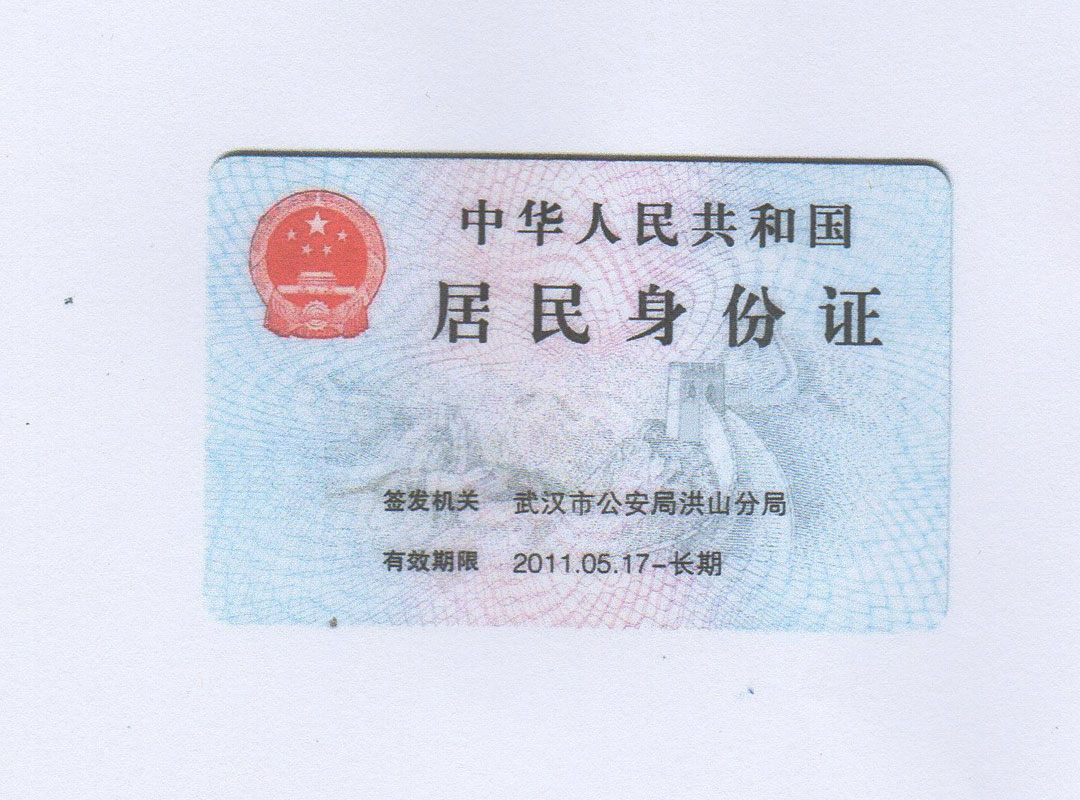 中华人民共和国
居民身份证
签发机关 武汉市公安局洪山分局
有效期限 2011.05.17-长期